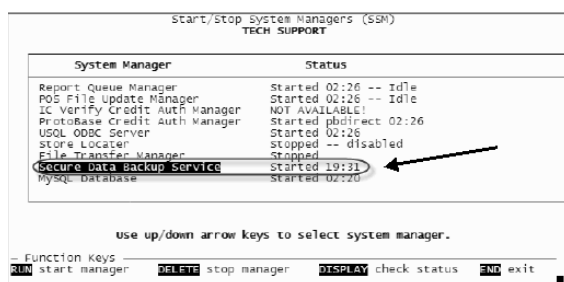 Start/Stop System Managers (SSM)
TECH SUPPORT
System Manager Status
Report Queue Manager Started 02:26 -- Idle
POS File Update Manager Started 02:26 -- Idle
IC Verify Credit Auth Manager NOT AVAILABLE!
ProtoBase Credit Auth Manager Started pbdirect 02:26
USQL ODBC Server Started 02:26
Store Locater Stopped -- disabled
File Transfer Manager Stopped
Secure Data Backup Service Started 19:31
MySQL Database Started 02:20
Use up/down arrow keys to select system manager.
Function Keys
RUN start manager DELETE stop manager DISPLAY check status END exit